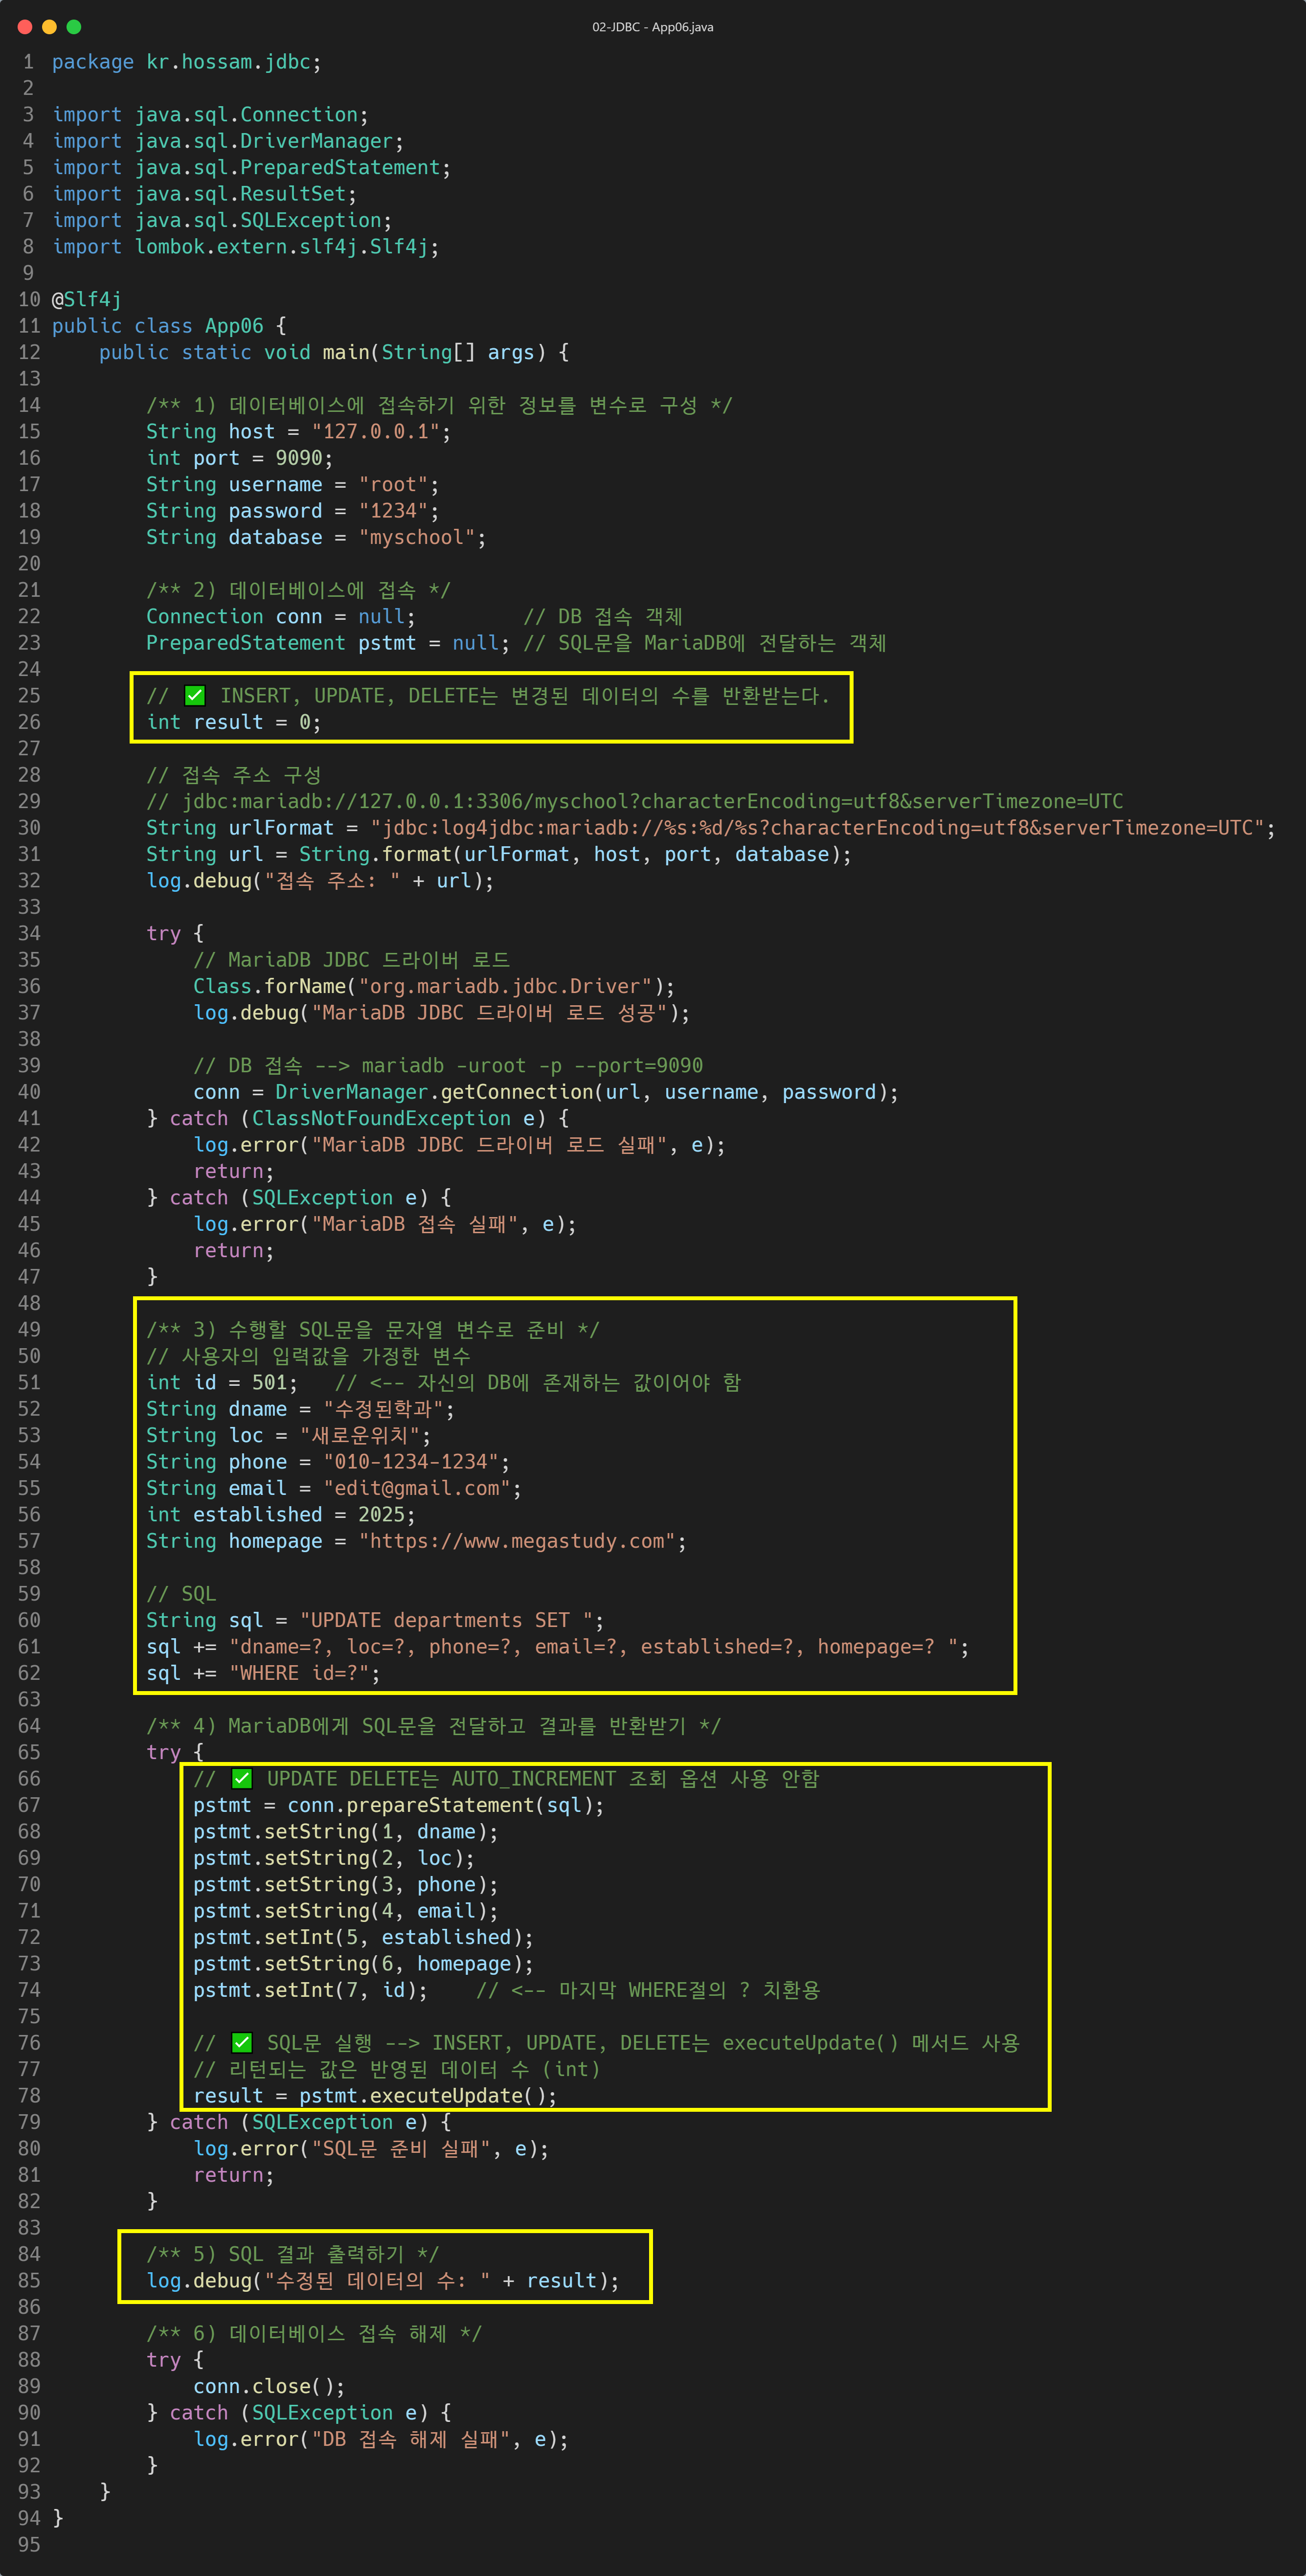 02-JDBC - App06.java
1 package kr.hossam.jdbc;
2
3 import java.sql.Connection;
4 import java.sql.DriverManager;
5 import java.sql.PreparedStatement;
6 import java.sql.ResultSet;
7 import java.sql.SQLException;
8 import lombok.extern.slf4j.Slf4j;
9
10 @Slf4j
11 public class App06 {
12     public static void main(String[] args) {
13
14         /** 1) 데이터베이스에 접속하기 위한 정보를 변수로 구성 */
15         String host = "127.0.0.1";
16         int port = 9090;
17         String username = "root";
18         String password = "1234";
19         String database = "myschool";
20
21         /** 2) 데이터베이스에 접속 */
22         Connection conn = null;         // DB 접속 객체
23         PreparedStatement pstmt = null; // SQL문을 MariaDB에 전달하는 객체
24
25         // ✅ INSERT, UPDATE, DELETE는 변경된 데이터의 수를 반환받는다.
26         int result = 0;
27
28         // 접속 주소 구성
29         // jdbc:mariadb://127.0.0.1:3306/myschool?characterEncoding=utf8&serverTimezone=UTC
30         String urlFormat = "jdbc:log4jdbc:mariadb://%s:%d/%s?characterEncoding=utf8&serverTimezone=UTC";
31         String url = String.format(urlFormat, host, port, database);
32         log.debug("접속 주소: " + url);
33
34         try {
35             // MariaDB JDBC 드라이버 로드
36             Class.forName("org.mariadb.jdbc.Driver");
37             log.debug("MariaDB JDBC 드라이버 로드 성공");
38
39             // DB 접속 --> mariadb -uroot -p --port=9090
40             conn = DriverManager.getConnection(url, username, password);
41         } catch (ClassNotFoundException e) {
42             log.error("MariaDB JDBC 드라이버 로드 실패", e);
43             return;
44         } catch (SQLException e) {
45             log.error("MariaDB 접속 실패", e);
46             return;
47         }
48
49         /** 3) 수행할 SQL문을 문자열 변수로 준비 */
50         // 사용자의 입력값을 가정한 변수
51         int id = 501;   // <-- 자신의 DB에 존재하는 값이어야 함
52         String dname = "수정된학과";
53         String loc = "새로운위치";
54         String phone = "010-1234-1234";
55         String email = "edit@gmail.com";
56         int established = 2025;
57         String homepage = "https://www.megastudy.com";
58
59         // SQL
60         String sql = "UPDATE departments SET ";
61         sql += "dname=?, loc=?, phone=?, email=?, established=?, homepage=? ";
62         sql += "WHERE id=?";
63
64         /** 4) MariaDB에게 SQL문을 전달하고 결과를 반환받기 */
65         try {
66             // ✅ UPDATE DELETE는 AUTO_INCREMENT 조회 옵션 사용 안함
67             pstmt = conn.prepareStatement(sql);
68             pstmt.setString(1, dname);
69             pstmt.setString(2, loc);
70             pstmt.setString(3, phone);
71             pstmt.setString(4, email);
72             pstmt.setInt(5, established);
73             pstmt.setString(6, homepage);
74             pstmt.setInt(7, id);    // <-- 마지막 WHERE절의 ? 치환용
75
76             // ✅ SQL문 실행 --> INSERT, UPDATE, DELETE는 executeUpdate() 메서드 사용
77             // 리턴되는 값은 반영된 데이터 수 (int)
78             result = pstmt.executeUpdate();
79         } catch (SQLException e) {
80             log.error("SQL문 준비 실패", e);
81             return;
82         }
83
84         /** 5) SQL 결과 출력하기 */
85         log.debug("수정된 데이터의 수: " + result);
86
87         /** 6) 데이터베이스 접속 해제 */
88         try {
89             conn.close();
90         } catch (SQLException e) {
91             log.error("DB 접속 해제 실패", e);
92         }
93     }
94 }
95